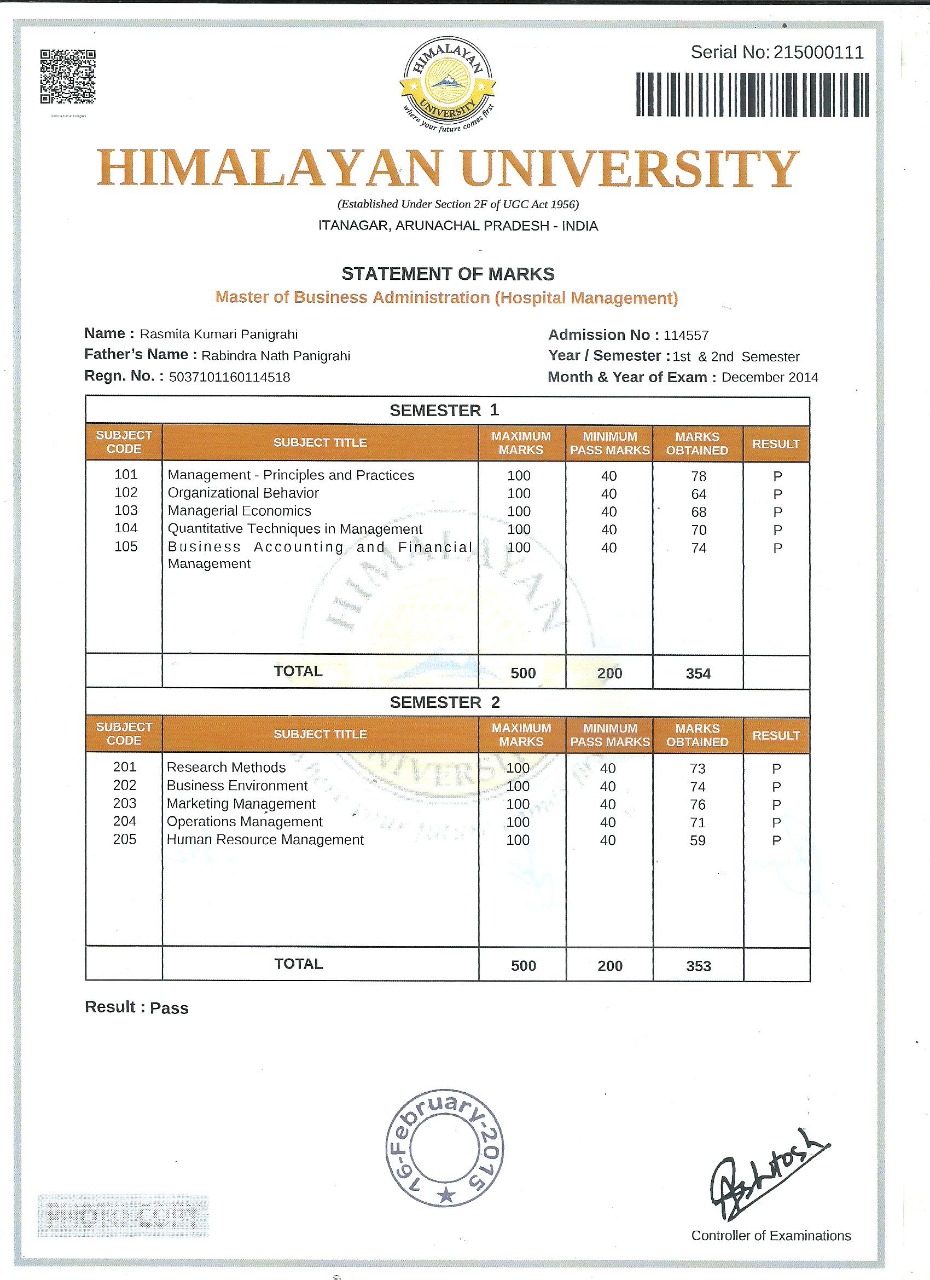 Serial No: 215000111
HIMALAYAN
UNIVERSITY
where your future comes first
HIMALAYAN UNIVERSITY
(Established Under Section 2F of UGC Act 1956)
ITANAGAR, ARUNACHAL PRADESH - INDIA
STATEMENT OF MARKS
Master of Business Administration (Hospital Management)
Name : Rasmita Kumari Panigrahi Admission No : 114557
Father's Name : Rabindra Nath Panigrahi Year / Semester : 1st & 2nd Semester
Regn. No. : 5037101160114518 Month & Year of Exam : December 2014
SEMESTER 1
SUBJECT CODE SUBJECT TITLE MAXIMUM MARKS MINIMUM PASS MARKS MARKS OBTAINED RESULT
101 Management - Principles and Practices 100 40 78 P
102 Organizational Behavior 100 40 64 P
103 Managerial Economics 100 40 68 P
104 Quantitative Techniques in Management 100 40 70 P
105 Business Accounting and Financial 100 40 74 P
Management
TOTAL 500 200 354
SEMESTER 2
SUBJECT CODE SUBJECT TITLE MAXIMUM MARKS MINIMUM PASS MARKS MARKS OBTAINED RESULT
201 Research Methods 100 40 73 P
202 Business Environment 100 40 74 P
203 Marketing Management 100 40 76 P
204 Operations Management 100 40 71 P
205 Human Resource Management 100 40 59 P
TOTAL 500 200 353
Result : Pass
16-February-2015
PHOTO COPY
Controller of Examinations